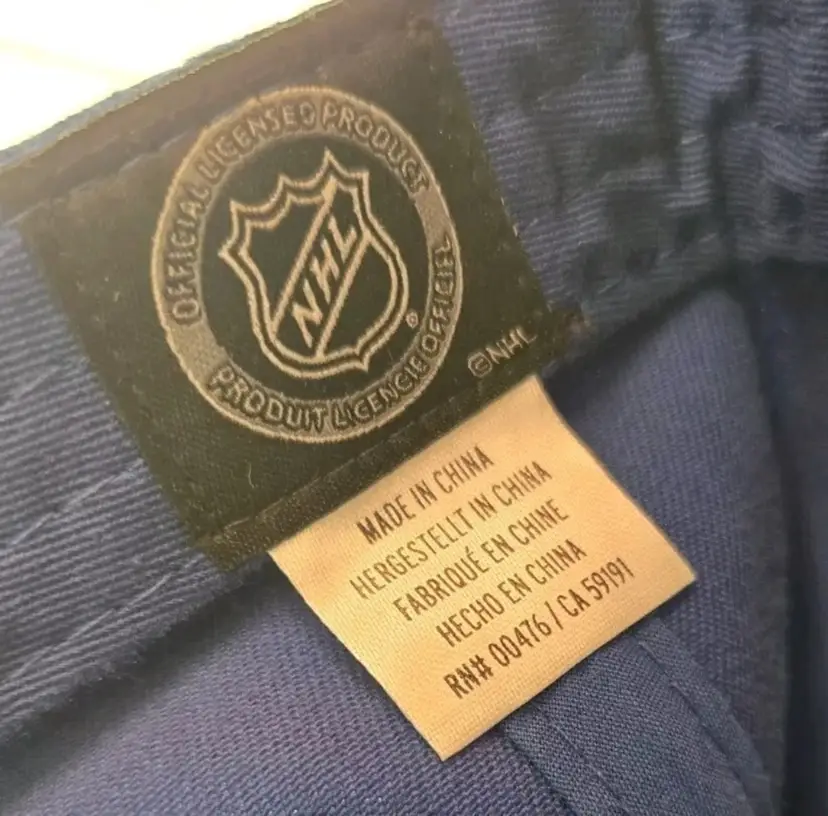 OFFICIAL LICENSED PRODUCT
NHL
®
PRODUIT LICENCIE OFFICIEL
©NHL
MADE IN CHINA
HERGESTELLT IN CHINA
FABRIQUÉ EN CHINE
HECHO EN CHINA
RN# 00476 / CA 59191